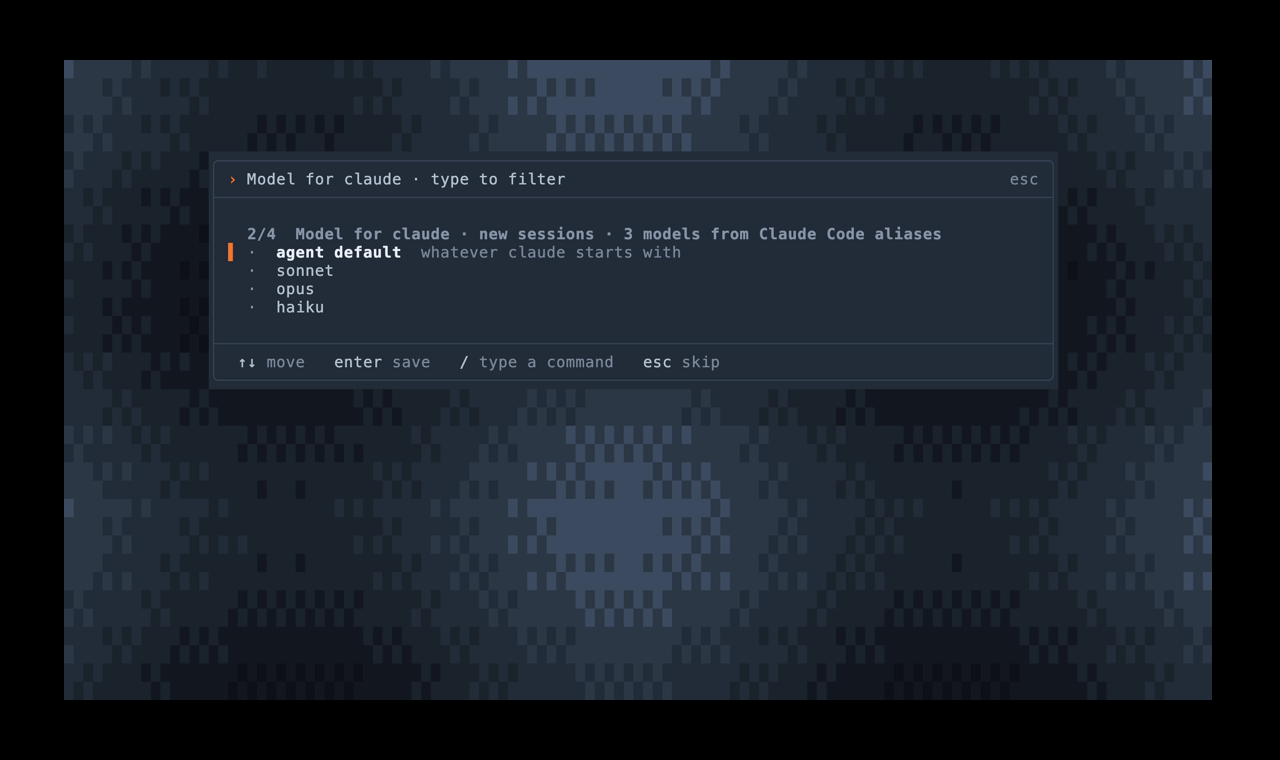 › Model for claude · type to filter esc
2/4 Model for claude · new sessions · 3 models from Claude Code aliases
· agent default whatever claude starts with
· sonnet
· opus
· haiku
↑↓ move enter save / type a command esc skip